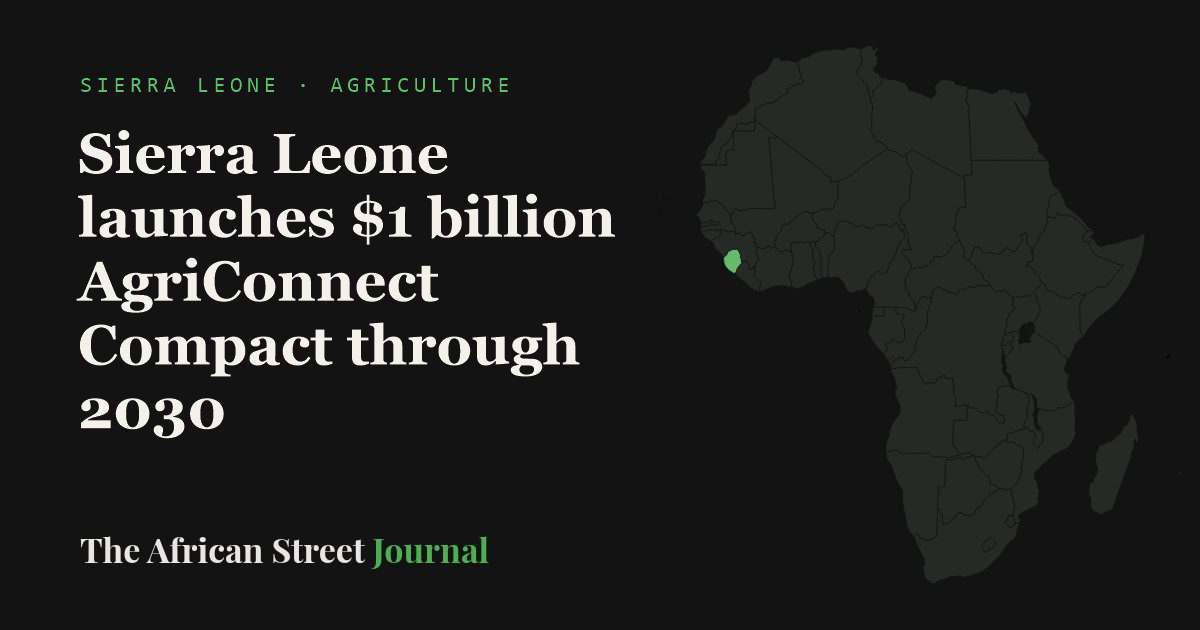 SIERRA LEONE · AGRICULTURE
Sierra Leone
launches $1 billion
AgriConnect
Compact through
2030
The African Street Journal